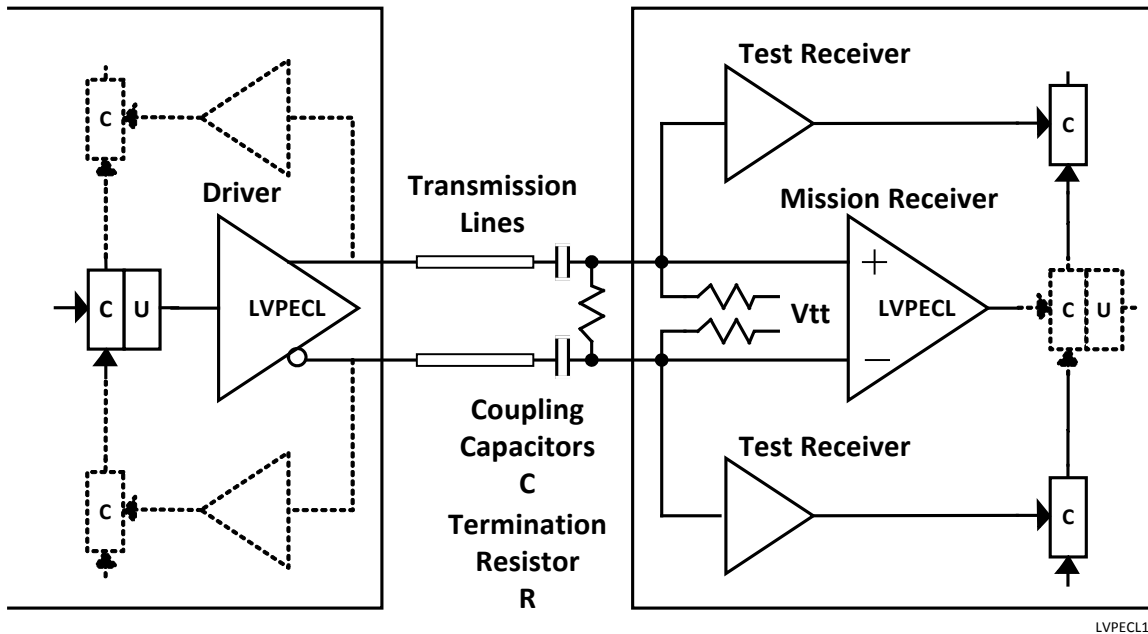 Test Receiver
C
C
Driver
Transmission
Lines
Mission Receiver
+
C
U
LVPECL
Vtt
LVPECL
C
U
−
Coupling
Capacitors
C
Test Receiver
C
C
Termination
Resistor
R
LVPECL1